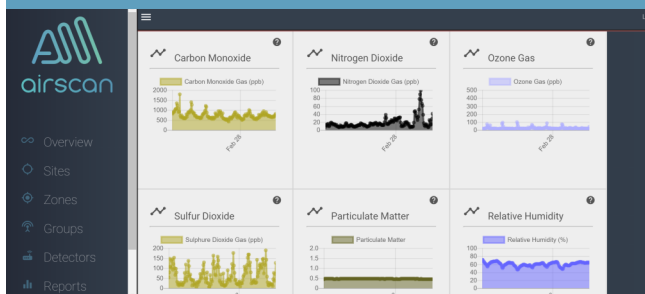 airscan
Overview
Sites
Zones
Groups
Detectors
Reports
Carbon Monoxide
Carbon Monoxide Gas (ppb)
2000
1500
1000
500
0
Feb 28
Nitrogen Dioxide
Nitrogen Dioxide Gas (ppb)
100
80
60
40
20
0
Feb 28
Ozone Gas
Ozone Gas (ppb)
500
400
300
200
100
0
Feb 28
Sulfur Dioxide
Sulphure Dioxide Gas (ppb)
200
150
100
50
0
Particulate Matter
Particulate Matter
2.0
1.5
1.0
0.5
0
Relative Humidity
Relative Humidity (%)
100
80
60
40
20
0